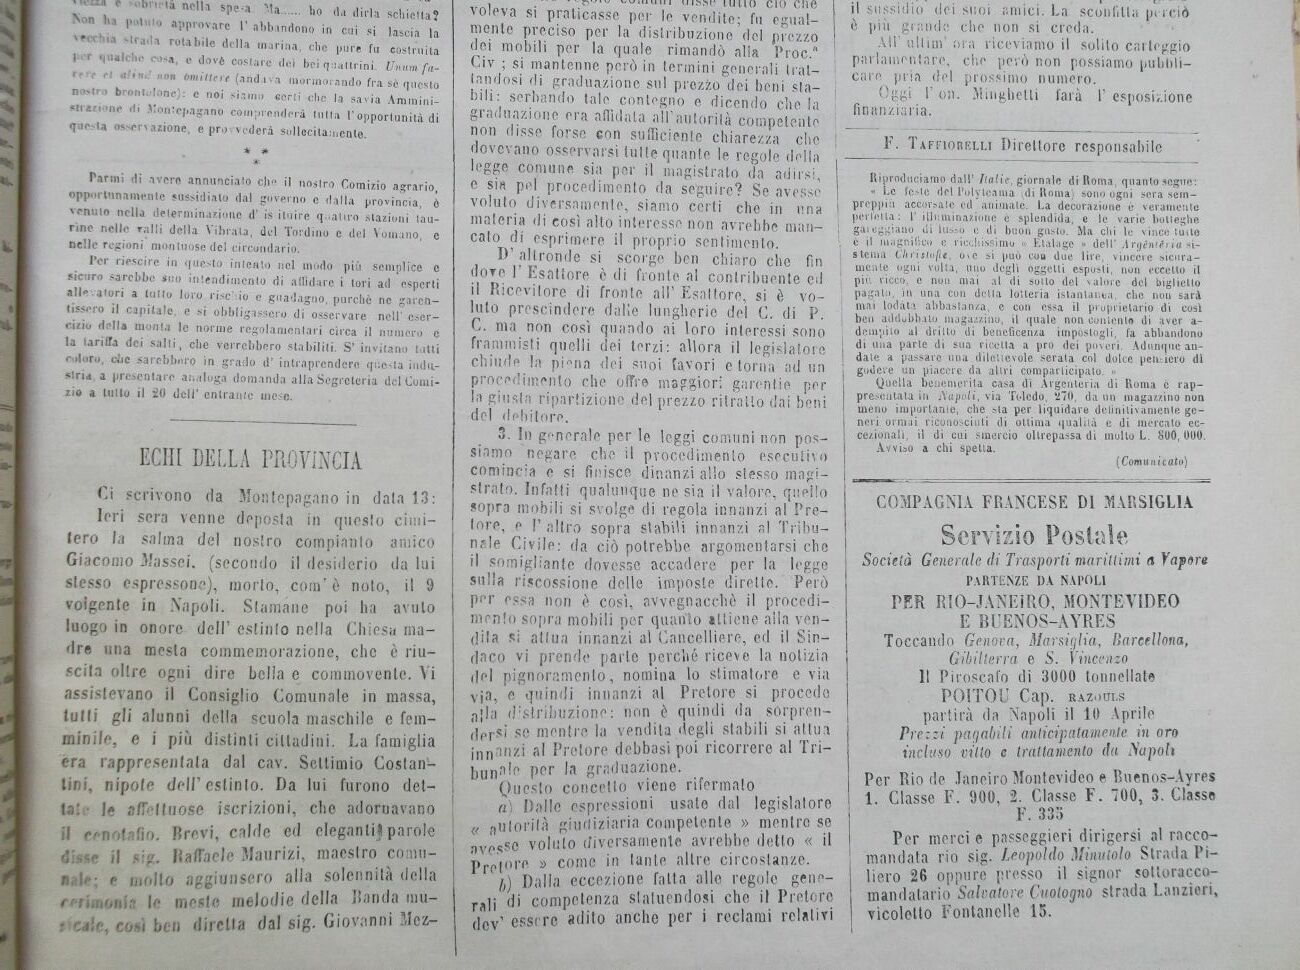 e sobrietà nella spesa. Ma...... ho da dirla schietta?
Non ha potuto approvare l'abbandono in cui si lascia la
vecchia strada rotabile della marina, che pure fu costruita
per qualche cosa, e dovè costare dei bei quattrini. Unum fa-
cere et aliud non omittere (andava mormorando fra sè questo
nostro brontolone): e noi siamo certi che la savia Ammini-
strazione di Montepagano comprenderà tutta l'opportunità di
questa osservazione, e provvederà sollecitamente.
* *
*
Parmi di avere annunciato che il nostro Comizio agrario,
opportunamente sussidiato dal governo e dalla provincia, è
venuto nella determinazione d' is ituire quattro stazioni tau-
rine nelle valli della Vibrata, del Tordino e del Vomano, e
nelle regioni montuose del circondario.
Per riescire in questo intento nel modo più semplice e
sicuro sarebbe suo intendimento di affidare i tori ad esperti
allevatori a tutto loro rischio e guadagno, purchè ne garen-
tissero il capitale, e si obbligassero di osservare nell' eser-
cizio della monta le norme regolamentari circa il numero e
la tariffa dei salti, che verrebbero stabiliti. S' invitano tutti
coloro, che sarebbero in grado d' intraprendere questa indu-
stria, a presentare analoga domanda alla Segreteria del Comi-
zio a tutto il 20 dell' entrante mese.
ECHI DELLA PROVINCIA
Ci scrivono da Montepagano in data 13:
Ieri sera venne deposta in questo cimi-
tero la salma del nostro compianto amico
Giacomo Massei, (secondo il desiderio da lui
stesso espressone), morto, com' è noto, il 9
volgente in Napoli. Stamane poi ha avuto
luogo in onore dell' estinto nella Chiesa ma-
dre una mesta commemorazione, che è riu-
scita oltre ogni dire bella e commovente. Vi
assistevano il Consiglio Comunale in massa,
tutti gli alunni della scuola maschile e fem-
minile, e i più distinti cittadini. La famiglia
era rappresentata dal cav. Settimio Costan-
tini, nipote dell' estinto. Da lui furono det-
tate le affettuose iscrizioni, che adornavano
il cenotafio. Brevi, calde ed eleganti parole
disse il sig. Raffaele Maurizi, maestro comu-
nale; e molto aggiunsero alla solennità della
cerimonia le meste melodie della Banda mu-
sicale, così ben diretta dal sig. Giovanni Mez-
voleva si praticasse per le vendite; fu egual-
mente preciso per la distribuzione del prezzo
dei mobili per la quale rimandò alla Proc.ª
Civ ; si mantenne però in termini generali trat-
tandosi di graduazione sul prezzo dei beni sta-
bili: serbando tale contegno e dicendo che la
graduazione era affidata all'autorità competente
non disse forse con sufficiente chiarezza che
dovevano osservarsi tutte quante le regole della
legge comune sia per il magistrato da adirsi,
e sia pel procedimento da seguire? Se avesse
voluto diversamente, siamo certi che in una
materia di così alto interesse non avrebbe man-
cato di esprimere il proprio sentimento.
D' altronde si scorge ben chiaro che fin
dove l' Esattore è di fronte al contribuente ed
il Ricevitore di fronte all' Esattore, si è vo-
luto prescindere dalle lungherie del C. di P.
C. ma non così quando ai loro interessi sono
frammisti quelli dei terzi: allora il legislatore
chiude la piena dei suoi favori e torna ad un
procedimento che offre maggiori garentie per
la giusta ripartizione del prezzo ritratto dai beni
del debitore.
3. In generale per le leggi comuni non pos-
siamo negare che il procedimento esecutivo
comincia e si finisce dinanzi allo stesso magi-
strato. Infatti qualunque ne sia il valore, quello
sopra mobili si svolge di regola innanzi al Pre-
tore, e l' altro sopra stabili innanzi al Tribu-
nale Civile: da ciò potrebbe argomentarsi che
il somigliante dovesse accadere per la legge
sulla riscossione delle imposte dirette. Però
per essa non è così, avvegnacchè il procedi-
mento sopra mobili per quanto attiene alla ven-
dita si attua innanzi al Cancelliere, ed il Sin-
daco vi prende parte perchè riceve la notizia
del pignoramento, nomina lo stimatore e via
via, e quindi innanzi al Pretore si procede
alla distribuzione: non è quindi da sorpren-
dersi se mentre la vendita degli stabili si attua
innanzi al Pretore debbasi poi ricorrere al Tri-
bunale per la graduazione.
Questo concetto viene rifermato
a) Dalle espressioni usate dal legislatore
« autorità giudiziaria competente » mentre se
avesse voluto diversamente avrebbe detto « il
Pretore » come in tante altre circostanze.
b) Dalla eccezione fatta alle regole gene-
rali di competenza statuendosi che il Pretore
dev' essere adito anche per i reclami relativi
il sussidio dei suoi amici. La sconfitta perciò
è più grande che non si creda.
All' ultim' ora riceviamo il solito carteggio
parlamentare, che però non possiamo pubbli-
care pria del prossimo numero.
Oggi l' on. Minghetti farà l' esposizione
finanziaria.
F. TAFFIORELLI Direttore responsabile
Riproduciamo dall' Italie, giornale di Roma, quanto segue:
« Le feste del Polyteama (di Roma) sono ogni sera sem-
preppiù accorsate ed animate. La decorazione è veramente
perfetta: l' illuminazione è splendida, e le varie botteghe
gareggiano di lusso e di buon gusto. Ma chi le vince tutte
è il magnifico e ricchissimo « Etalage » dell' Argenteria si-
stema Christofle, ove si può con due lire, vincere sicura-
mente ogni volta, uno degli oggetti esposti, non eccetto il
più ricco, e non mai al di sotto del valore del biglietto
pagato, in una con della lotteria istantanea, che non sarà
mai lodata abbastanza, e con essa il proprietario di così
ben addobbato magazzino, il quale non contento di aver a-
dempito al dritto di beneficenza impostogli, fa abbandono
di una parte di sua ricetta a prò dei poveri. Adunque an-
date a passare una dilettevole serata col dolce pensiero di
godere un piacere da altri compartecipato. »
Quella benemerita casa di Argenteria di Roma è rap-
presentata in Napoli, via Toledo, 270, da un magazzino non
meno importante, che sta per liquidare definitivamente ge-
neri ormai riconosciuti di ottima qualità e di mercato ec-
cezionali, il di cui smercio oltrepassa di molto L. 800,000.
Avviso a chi spetta.
(Comunicato)
COMPAGNIA FRANCESE DI MARSIGLIA
Servizio Postale
Società Generale di Trasporti marittimi a Vapore
PARTENZE DA NAPOLI
PER RIO-JANEIRO, MONTEVIDEO
E BUENOS-AYRES
Toccando Genova, Marsiglia, Barcellona,
Gibilterra e S. Vincenzo
Il Piroscafo di 3000 tonnellate
POITOU Cap. RAZOULS
partirà da Napoli il 10 Aprile
Prezzi pagabili anticipatamente in oro
incluso vitto e trattamento da Napoli
Per Rio de Janeiro Montevideo e Buenos-Ayres
1. Classe F. 900, 2. Classe F. 700, 3. Classe
F. 335
Per merci e passeggieri dirigersi al racco-
mandata rio sig. Leopoldo Minutolo Strada Pi-
liero 26 oppure presso il signor sottoracco-
mandatario Salvatore Cuotogno strada Lanzieri,
vicoletto Fontanelle 15.